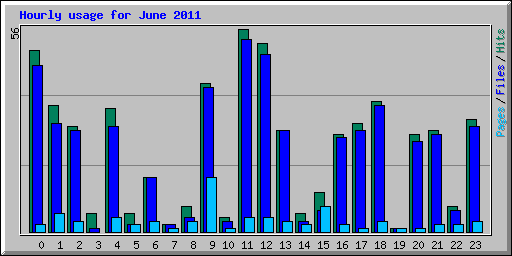 Hourly usage for June 2011
56
Pages/Files/Hits
0 1 2 3 4 5 6 7 8 9 10 11 12 13 14 15 16 17 18 19 20 21 22 23